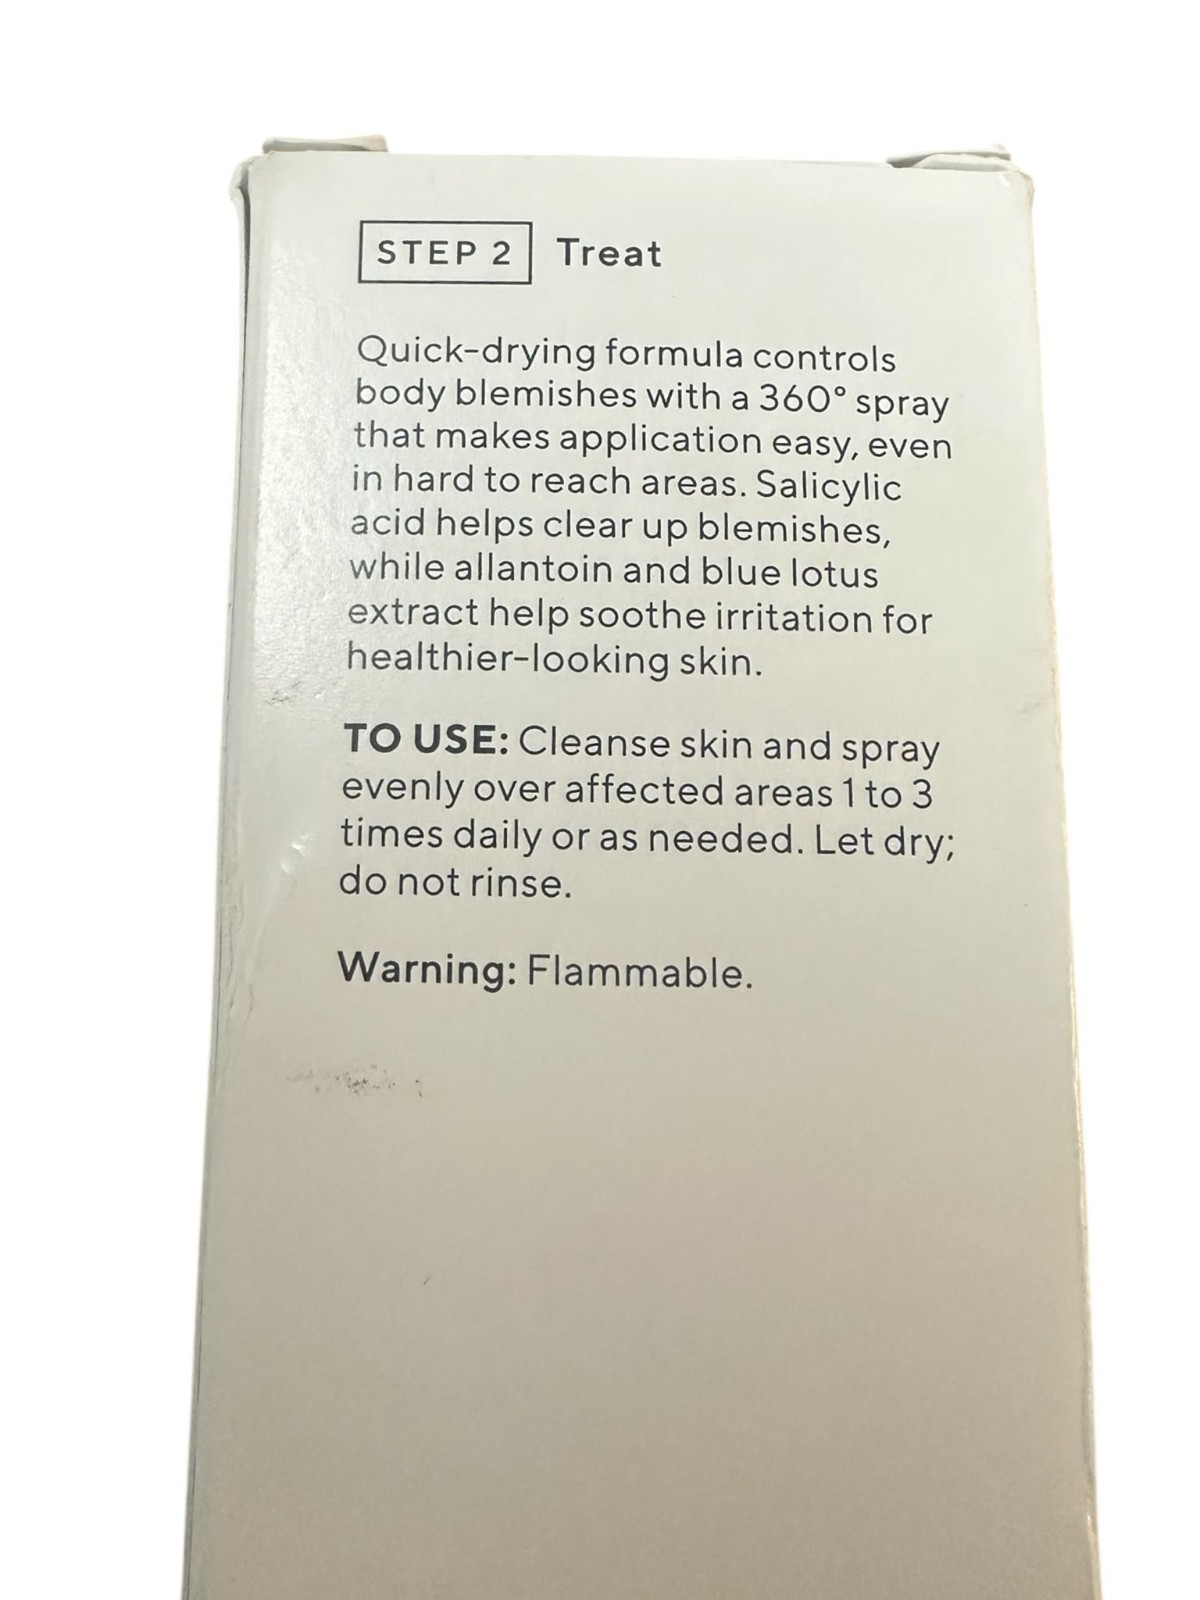 STEP 2 Treat
Quick-drying formula controls
body blemishes with a 360° spray
that makes application easy, even
in hard to reach areas. Salicylic
acid helps clear up blemishes,
while allantoin and blue lotus
extract help soothe irritation for
healthier-looking skin.
TO USE: Cleanse skin and spray
evenly over affected areas 1 to 3
times daily or as needed. Let dry;
do not rinse.
Warning: Flammable.